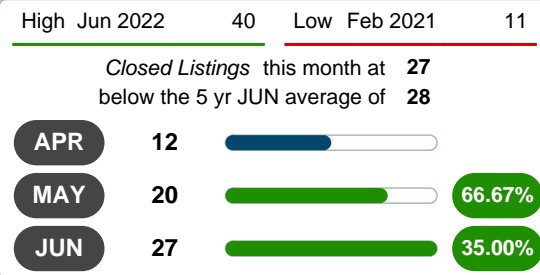 High Jun 2022 40 Low Feb 2021 11
Closed Listings this month at 27
below the 5 yr JUN average of 28
APR 12
MAY 20 66.67%
JUN 27 35.00%